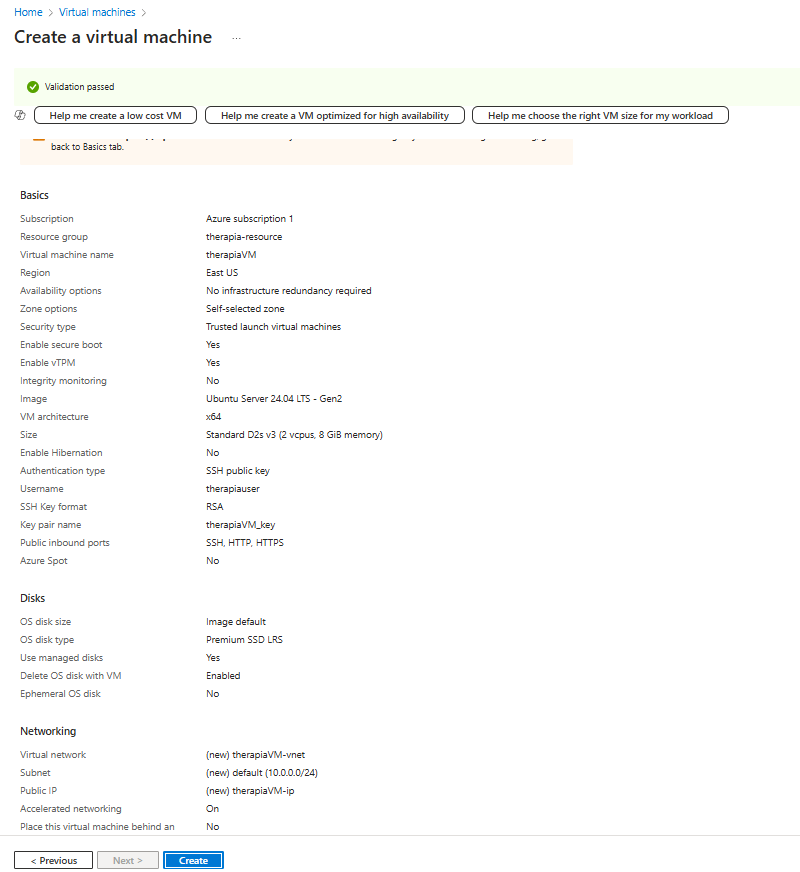 Home > Virtual machines >
Create a virtual machine ...
Validation passed
Help me create a low cost VM Help me create a VM optimized for high availability Help me choose the right VM size for my workload
back to Basics tab.
Basics
Subscription Azure subscription 1
Resource group therapia-resource
Virtual machine name therapiaVM
Region East US
Availability options No infrastructure redundancy required
Zone options Self-selected zone
Security type Trusted launch virtual machines
Enable secure boot Yes
Enable vTPM Yes
Integrity monitoring No
Image Ubuntu Server 24.04 LTS - Gen2
VM architecture x64
Size Standard D2s v3 (2 vcpus, 8 GiB memory)
Enable Hibernation No
Authentication type SSH public key
Username therapiauser
SSH Key format RSA
Key pair name therapiaVM_key
Public inbound ports SSH, HTTP, HTTPS
Azure Spot No
Disks
OS disk size Image default
OS disk type Premium SSD LRS
Use managed disks Yes
Delete OS disk with VM Enabled
Ephemeral OS disk No
Networking
Virtual network (new) therapiaVM-vnet
Subnet (new) default (10.0.0.0/24)
Public IP (new) therapiaVM-ip
Accelerated networking On
Place this virtual machine behind an No
< Previous Next > Create